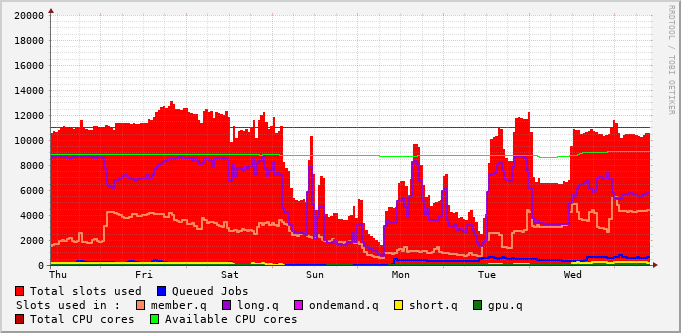 20000
18000
16000
14000
12000
10000
8000
6000
4000
2000
0
Thu Fri Sat Sun Mon Tue Wed
Total slots used Queued Jobs
Slots used in : member.q long.q ondemand.q short.q gpu.q
Total CPU cores Available CPU cores
RRDTOOL / TOBI OETIKER